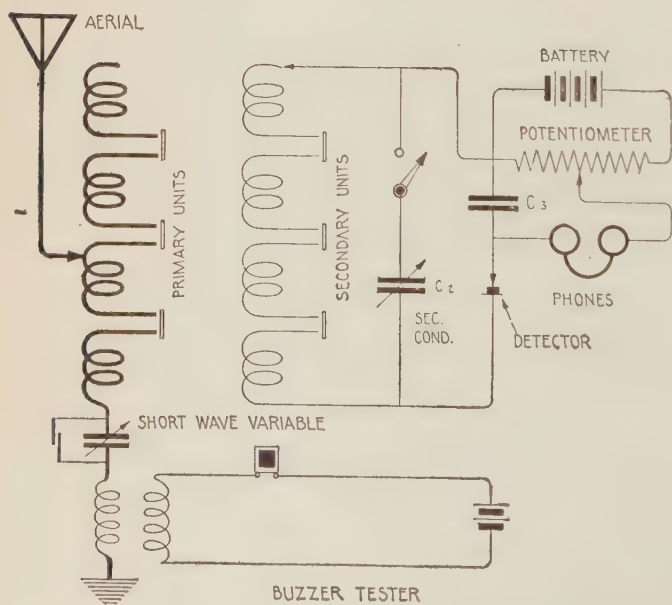 AERIAL
BATTERY
POTENTIOMETER
PRIMARY UNITS
SECONDARY UNITS
C3
C2
PHONES
SEC.
COND.
DETECTOR
SHORT WAVE VARIABLE
BUZZER TESTER